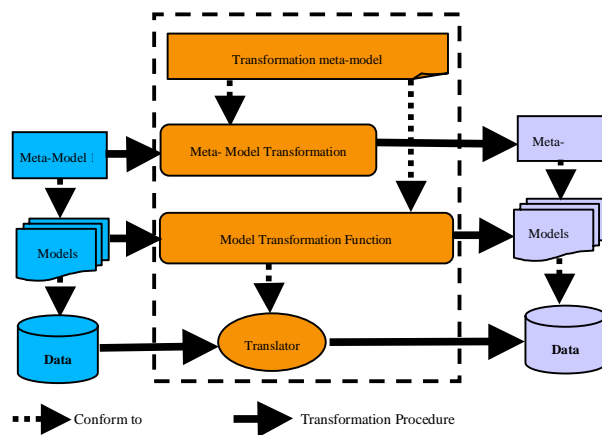 Transformation meta-model
Meta-Model
Meta- Model Transformation
Meta-
Models
Model Transformation Function
Models
Data
Translator
Data
Conform to
Transformation Procedure